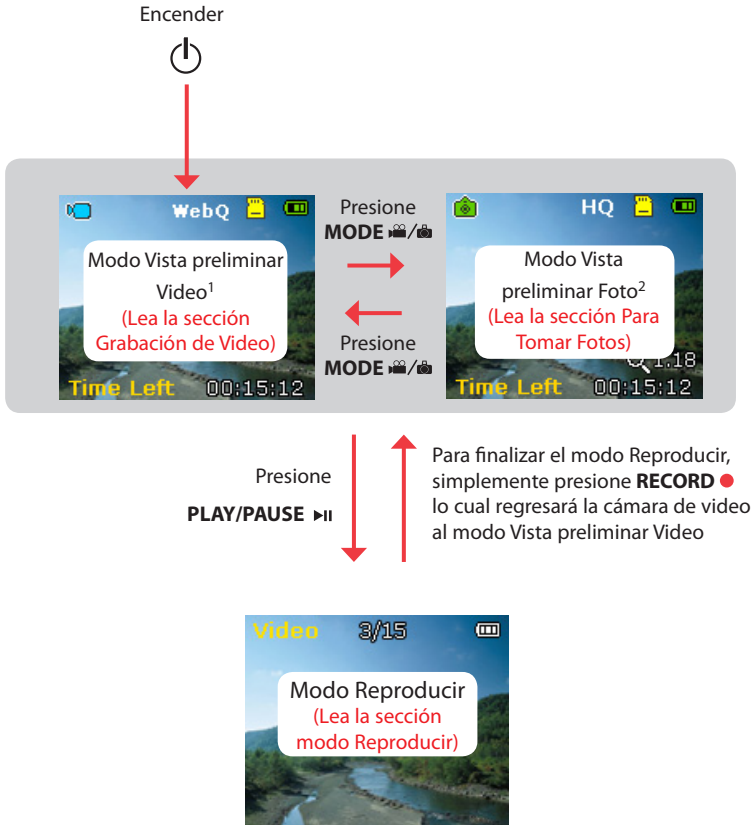 Encender
WebQ
Modo Vista preliminar
Video1
(Lea la sección
Grabación de Video)
Time Left 00:15:12
Presione
MODE /
Presione
MODE /
HQ
Modo Vista
preliminar Foto2
(Lea la sección Para
Tomar Fotos)
1.18
Time Left 00:15:12
Presione
PLAY/PAUSE
Para finalizar el modo Reproducir,
simplemente presione RECORD
lo cual regresará la cámara de video
al modo Vista preliminar Video
Video 3/15
Modo Reproducir
(Lea la sección
modo Reproducir)